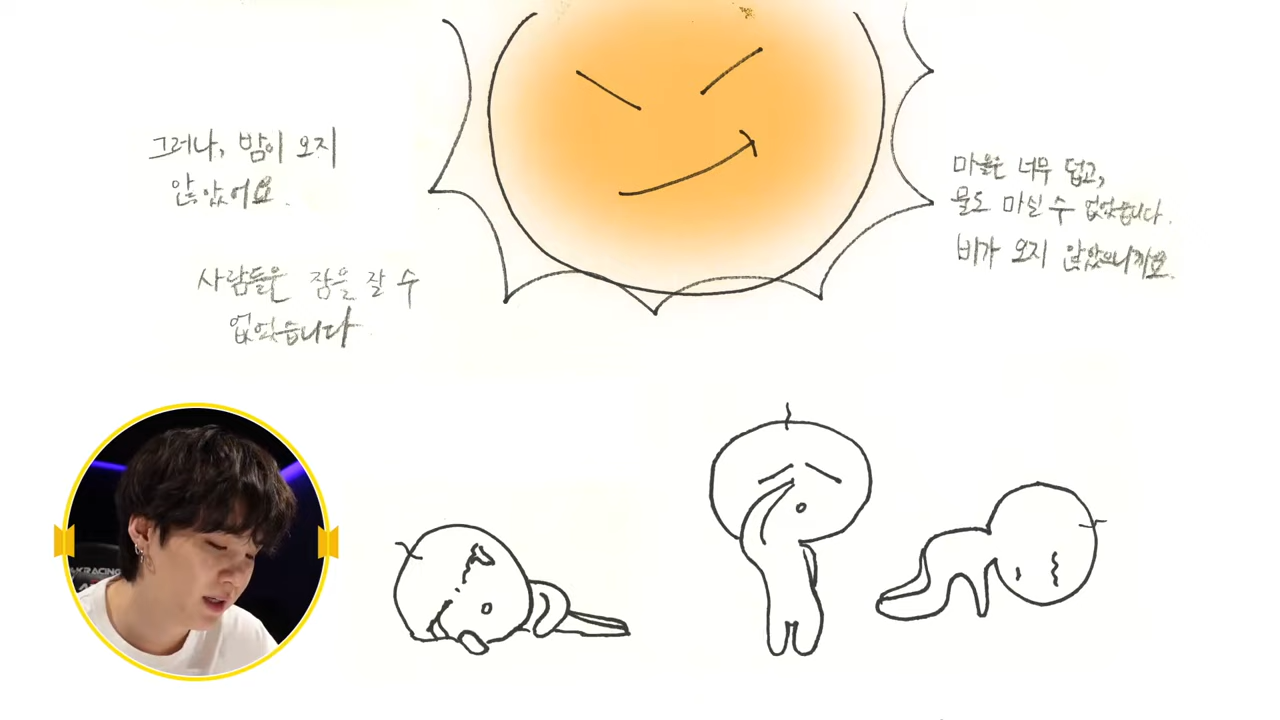 그러나, 밤이 오지
않았어요.
사람들은 잠을 잘 수
없었습니다
마을은 너무 덥고,
물도 마실 수 없었습니다.
비가 오지 않았으니까요.
AKRACING